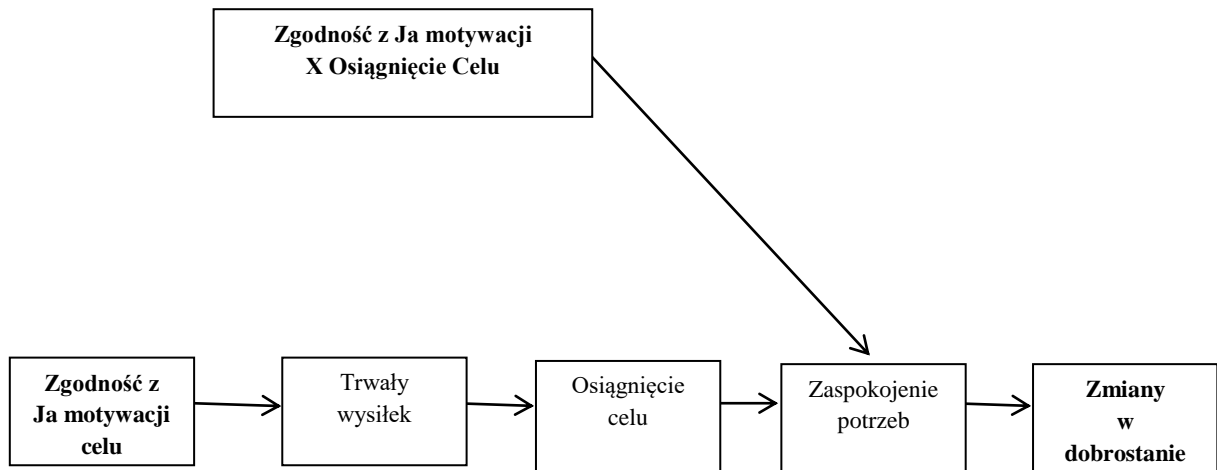 Zgodność z Ja motywacji
X Osiągnięcie Celu
Zgodność z
Ja motywacji
celu
Trwały
wysiłek
Osiągnięcie
celu
Zaspokojenie
potrzeb
Zmiany
w
dobrostanie